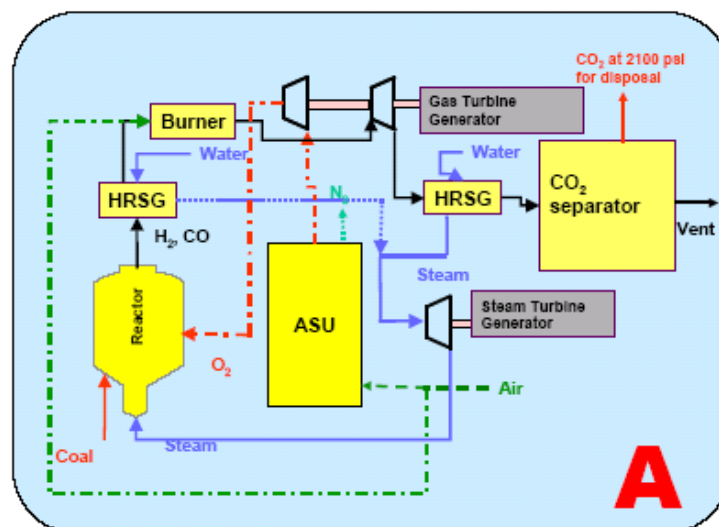 CO₂ at 2100 psi
for disposal
Gas Turbine
Generator
Burner
Water
Water
N₂
HRSG
HRSG
CO₂
separator
Vent
H₂, CO
Steam
Steam Turbine
Generator
Reactor
ASU
O₂
Air
Coal
Steam
A